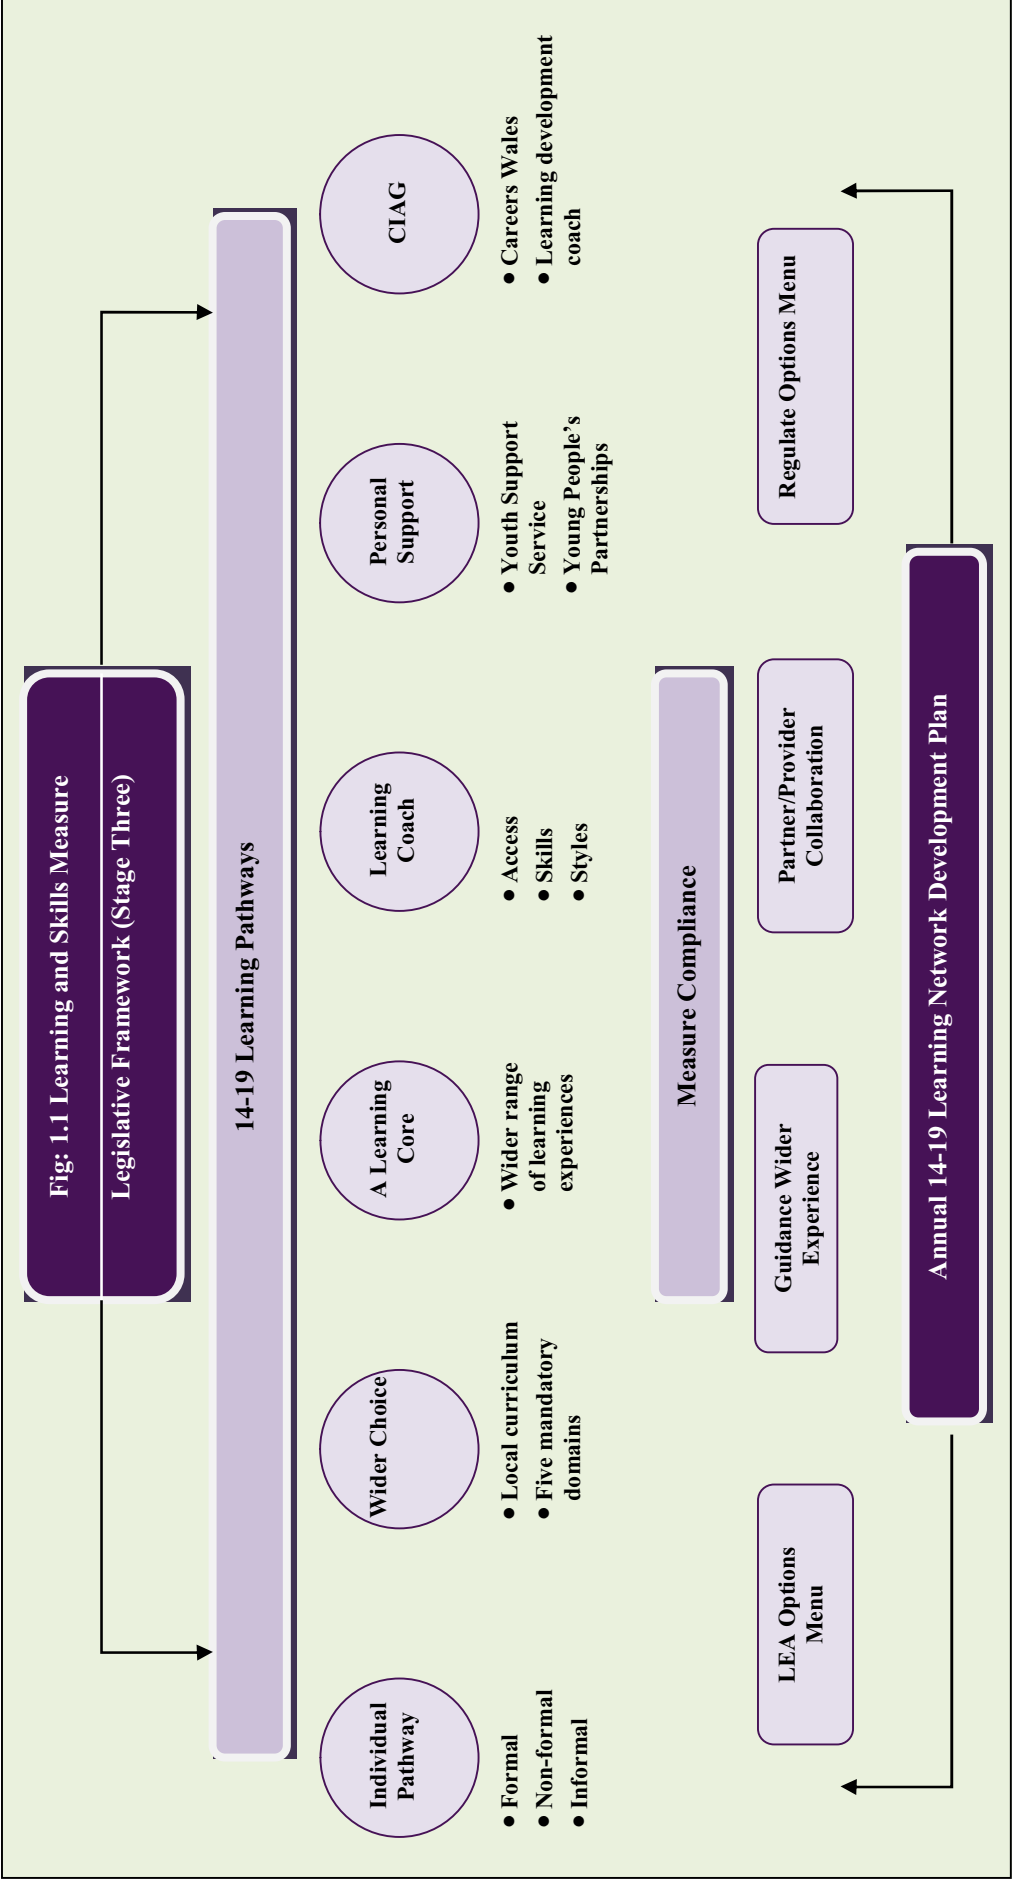 Fig: 1.1 Learning and Skills Measure
Legislative Framework (Stage Three)
14-19 Learning Pathways
Individual
Pathway
• Formal
• Non-formal
• Informal
Wider Choice
• Local curriculum
• Five mandatory
domains
A Learning
Core
• Wider range
of learning
experiences
Learning
Coach
• Access
• Skills
• Styles
Personal
Support
• Youth Support
Service
• Young People’s
Partnerships
CIAG
• Careers Wales
• Learning development
coach
Measure Compliance
LEA Options
Menu
Guidance Wider
Experience
Partner/Provider
Collaboration
Regulate Options Menu
Annual 14-19 Learning Network Development Plan